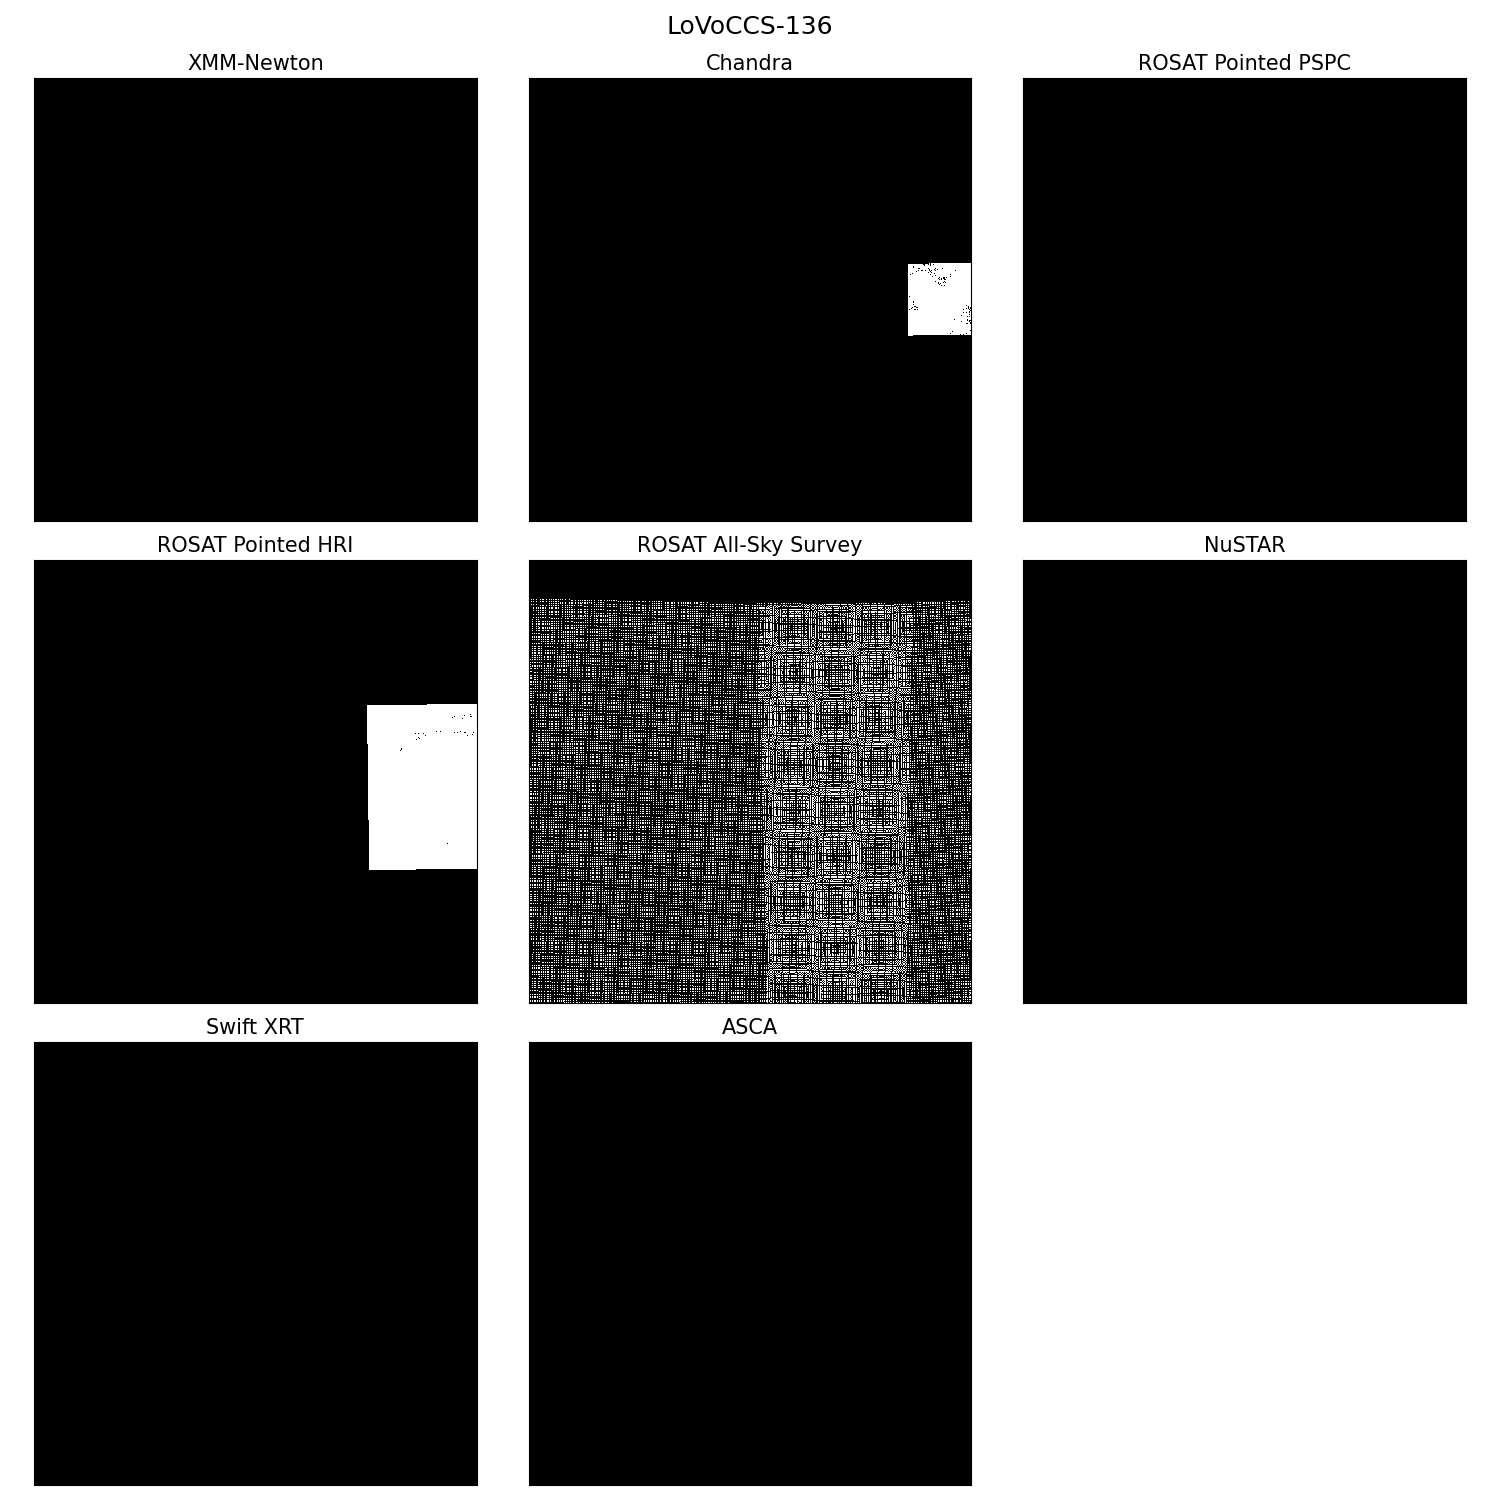 LoVoCCS-136
XMM-Newton
Chandra
ROSAT Pointed PSPC
ROSAT Pointed HRI
ROSAT All-Sky Survey
NuSTAR
Swift XRT
ASCA